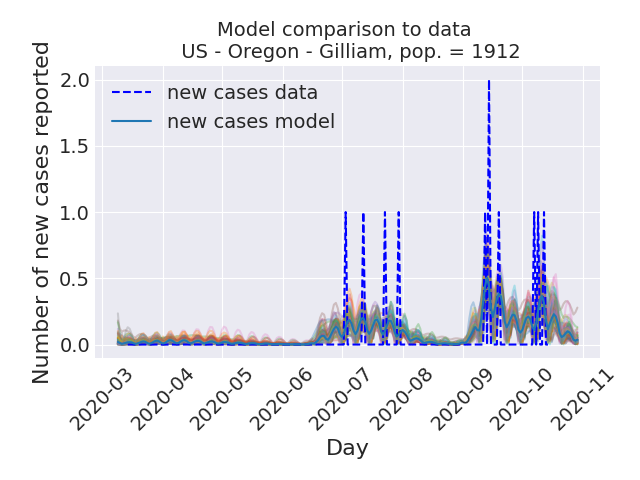 Model comparison to data
US - Oregon - Gilliam, pop. = 1912
Number of new cases reported
2.0
1.5
1.0
0.5
0.0
new cases data
new cases model
2020-03
2020-04
2020-05
2020-06
2020-07
2020-08
2020-09
2020-10
2020-11
Day